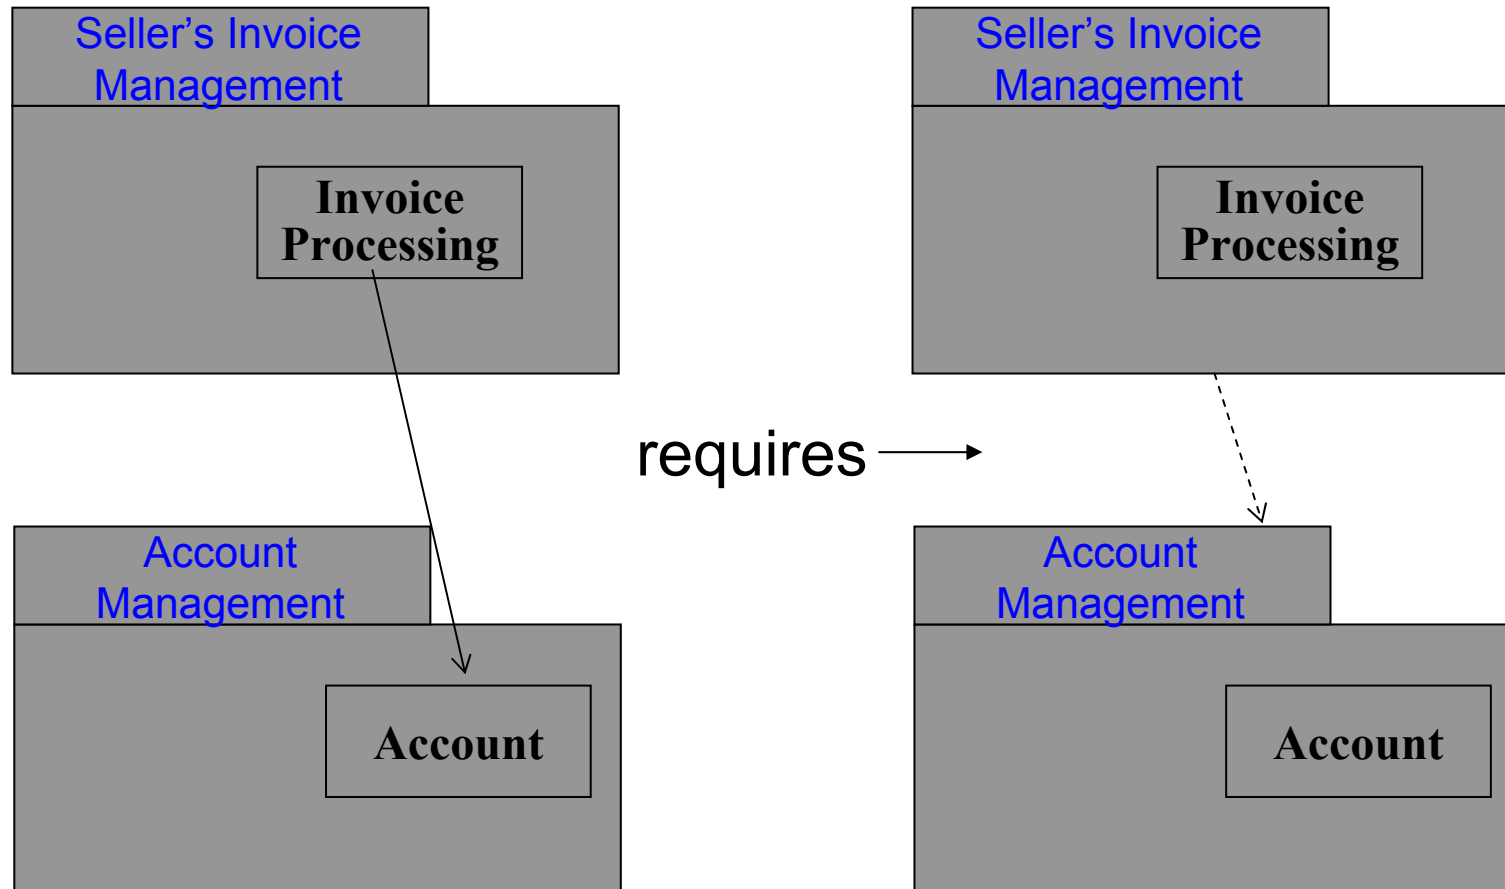 Seller’s Invoice
Management
Invoice
Processing
Account
Management
Account
requires
Seller’s Invoice
Management
Invoice
Processing
Account
Management
Account